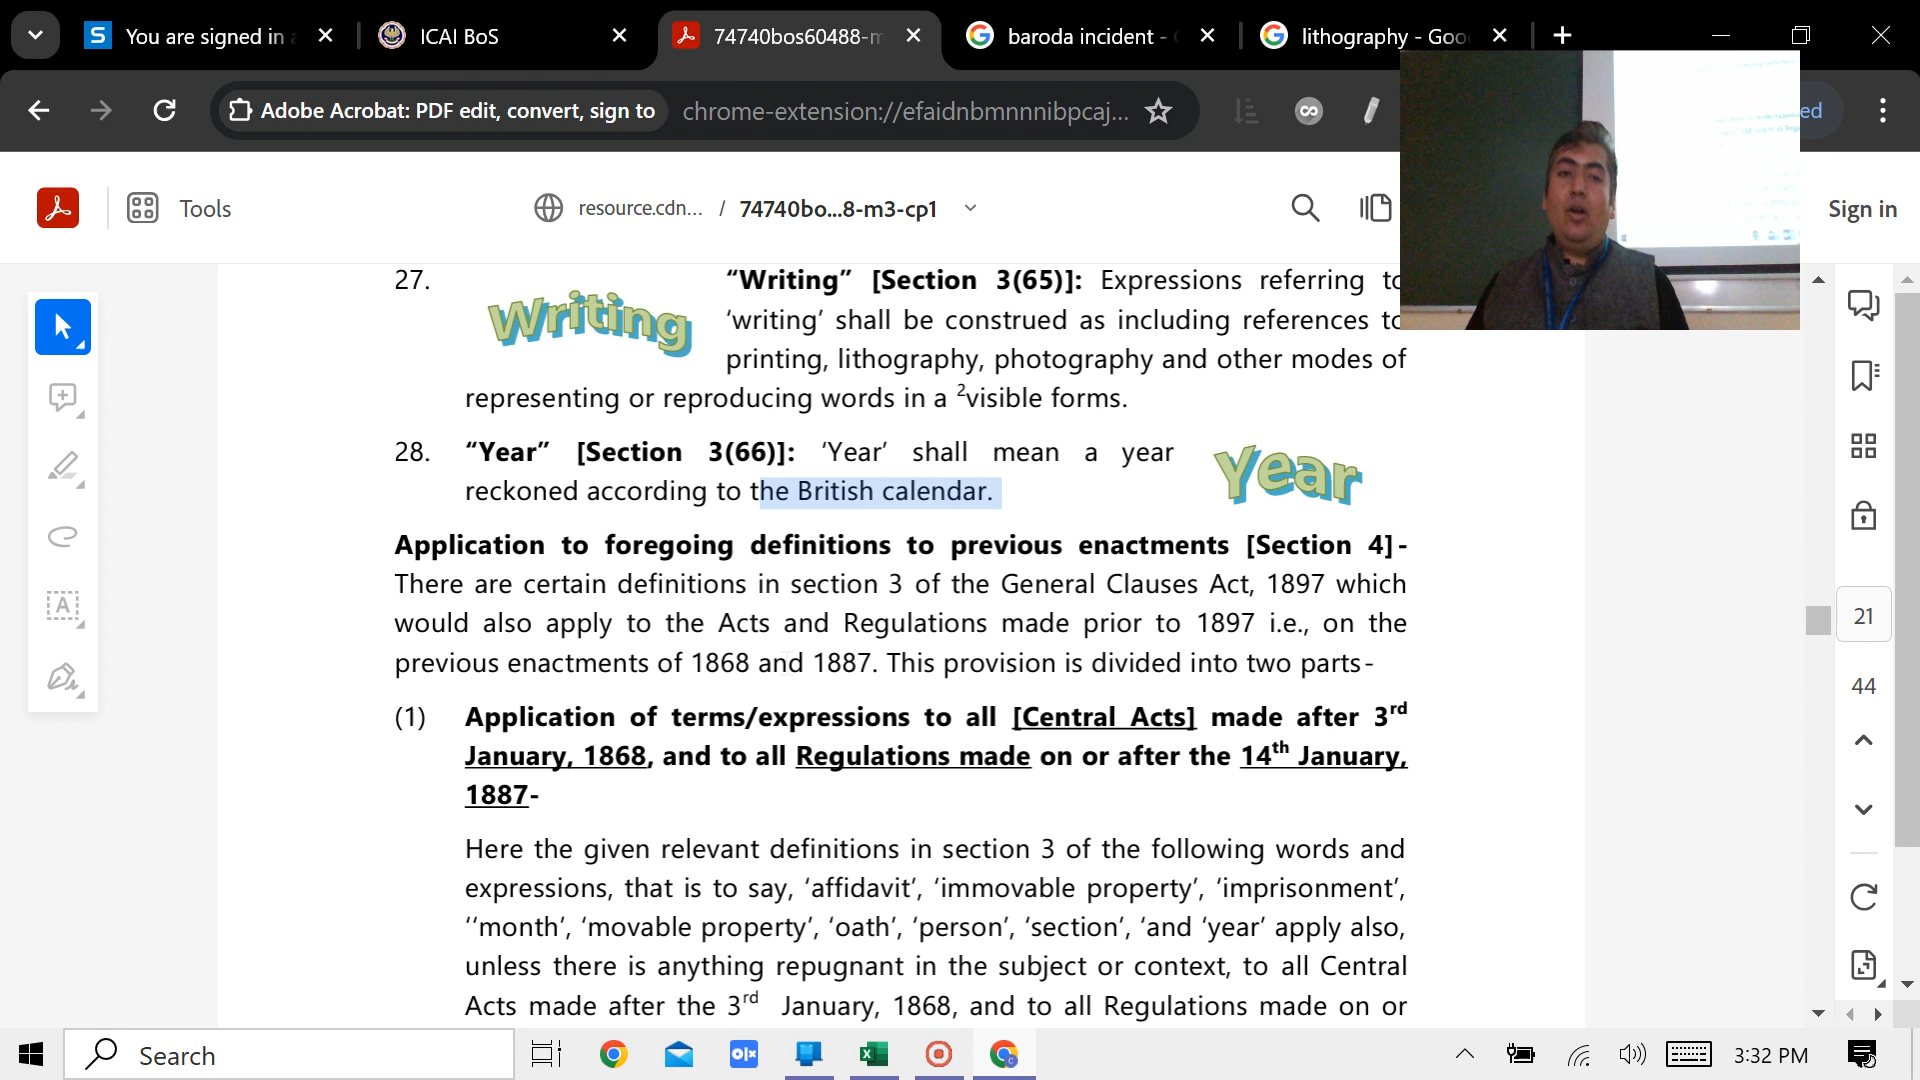 You are signed in
ICAI BoS
74740bos60488-m
baroda incident -
lithography - Goo
Adobe Acrobat: PDF edit, convert, sign to
chrome-extension://efaidnbmnnnibpcaj...
ed
Tools
resource.cdn... / 74740bo...8-m3-cp1
Sign in
27. “Writing” [Section 3(65)]: Expressions referring to
Writing
‘writing’ shall be construed as including references to
printing, lithography, photography and other modes of
representing or reproducing words in a ²visible forms.
28. “Year” [Section 3(66)]: ‘Year’ shall mean a year
reckoned according to the British calendar.
Year
Application to foregoing definitions to previous enactments [Section 4]-
There are certain definitions in section 3 of the General Clauses Act, 1897 which
would also apply to the Acts and Regulations made prior to 1897 i.e., on the
previous enactments of 1868 and 1887. This provision is divided into two parts-
(1) Application of terms/expressions to all [Central Acts] made after 3rd
January, 1868, and to all Regulations made on or after the 14th January,
1887-
Here the given relevant definitions in section 3 of the following words and
expressions, that is to say, ‘affidavit’, ‘immovable property’, ‘imprisonment’,
‘‘month’, ‘movable property’, ‘oath’, ‘person’, ‘section’, ‘and ‘year’ apply also,
unless there is anything repugnant in the subject or context, to all Central
Acts made after the 3rd January, 1868, and to all Regulations made on or
21
44
Search
3:32 PM